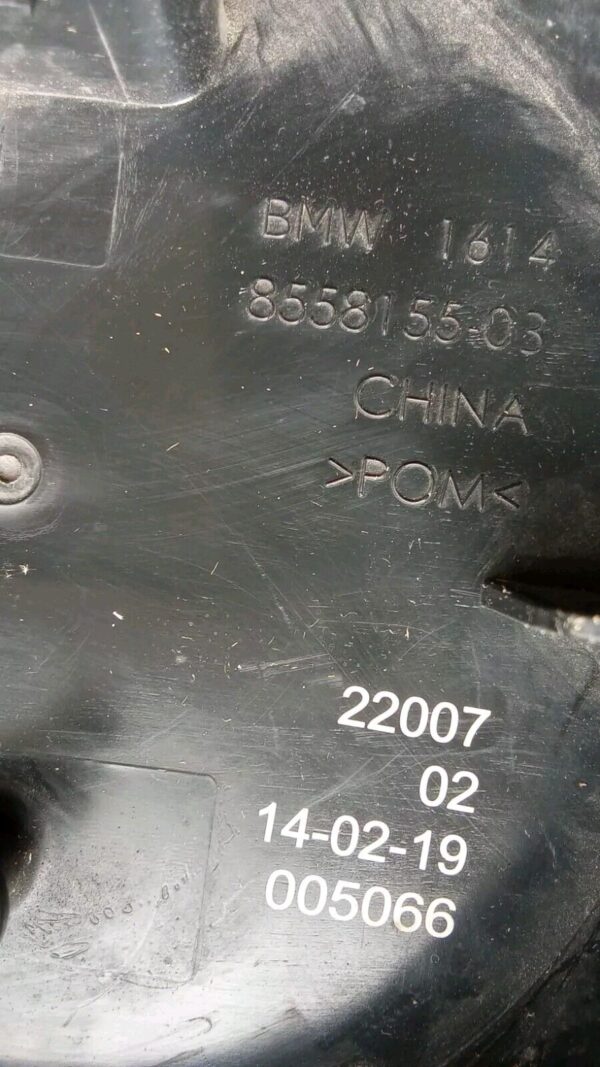 BMW 1614
8558155-03
CHINA
>POM<
22007
02
14-02-19
005066